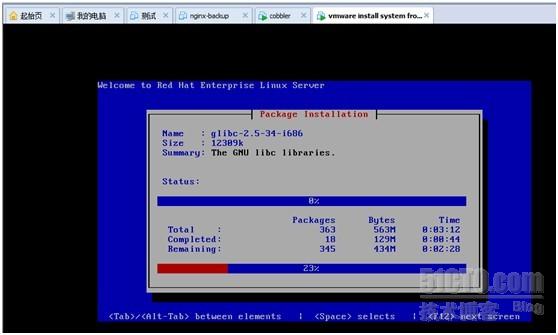 起始页 我的电脑 测试 nginx-backup cobbler vmware install system fro...
Welcome to Red Hat Enterprise Linux Server
Package Installation
Name : glibc-2.5-34-i686
Size : 12309k
Summary: The GNU libc libraries.
Status:
0%
Packages Bytes Time
Total : 363 563M 0:03:12
Completed: 18 129M 0:00:44
Remaining: 345 434M 0:02:28
23%
51CTO.com
技术博客 Blog
<Tab>/<Alt-Tab> between elements | <Space> selects | <F12> next screen